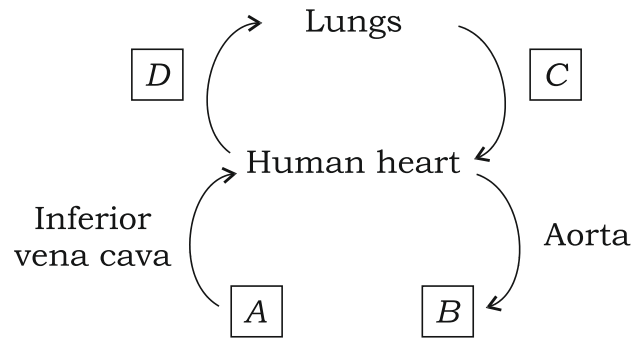 Lungs
D
C
Human heart
Inferior
vena cava
Aorta
A
B